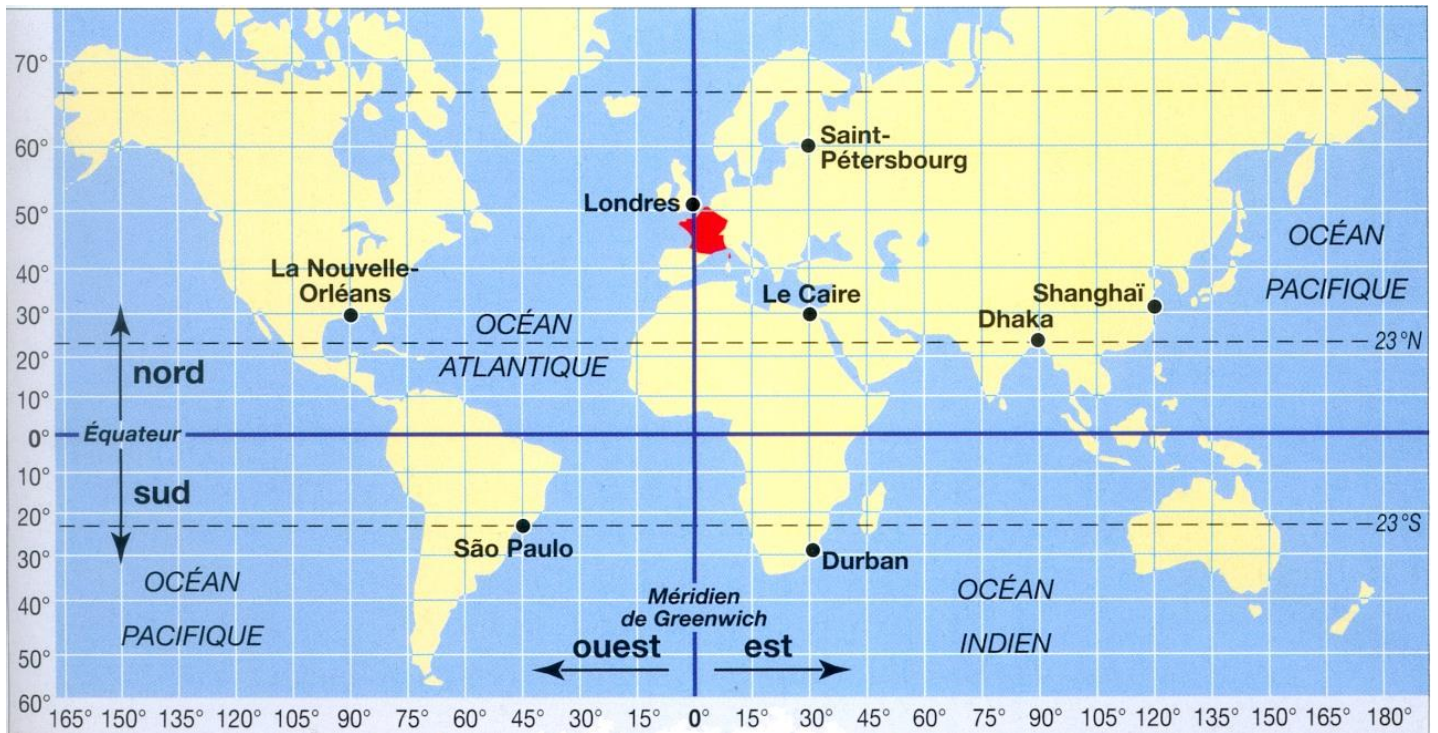 70°
60°
50°
40°
30°
20°
10°
0°
10°
20°
30°
40°
50°
60°
Saint-
Pétersbourg
Londres
OCÉAN
PACIFIQUE
La Nouvelle-
Orléans
Le Caire
Shanghaï
Dhaka
OCÉAN
ATLANTIQUE
23°N
nord
Équateur
sud
23°S
São Paulo
Durban
OCÉAN
PACIFIQUE
Méridien
de Greenwich
ouest
est
OCÉAN
INDIEN
165° 150° 135° 120° 105° 90° 75° 60° 45° 30° 15° 0° 15° 30° 45° 60° 75° 90° 105° 120° 135° 150° 165° 180°